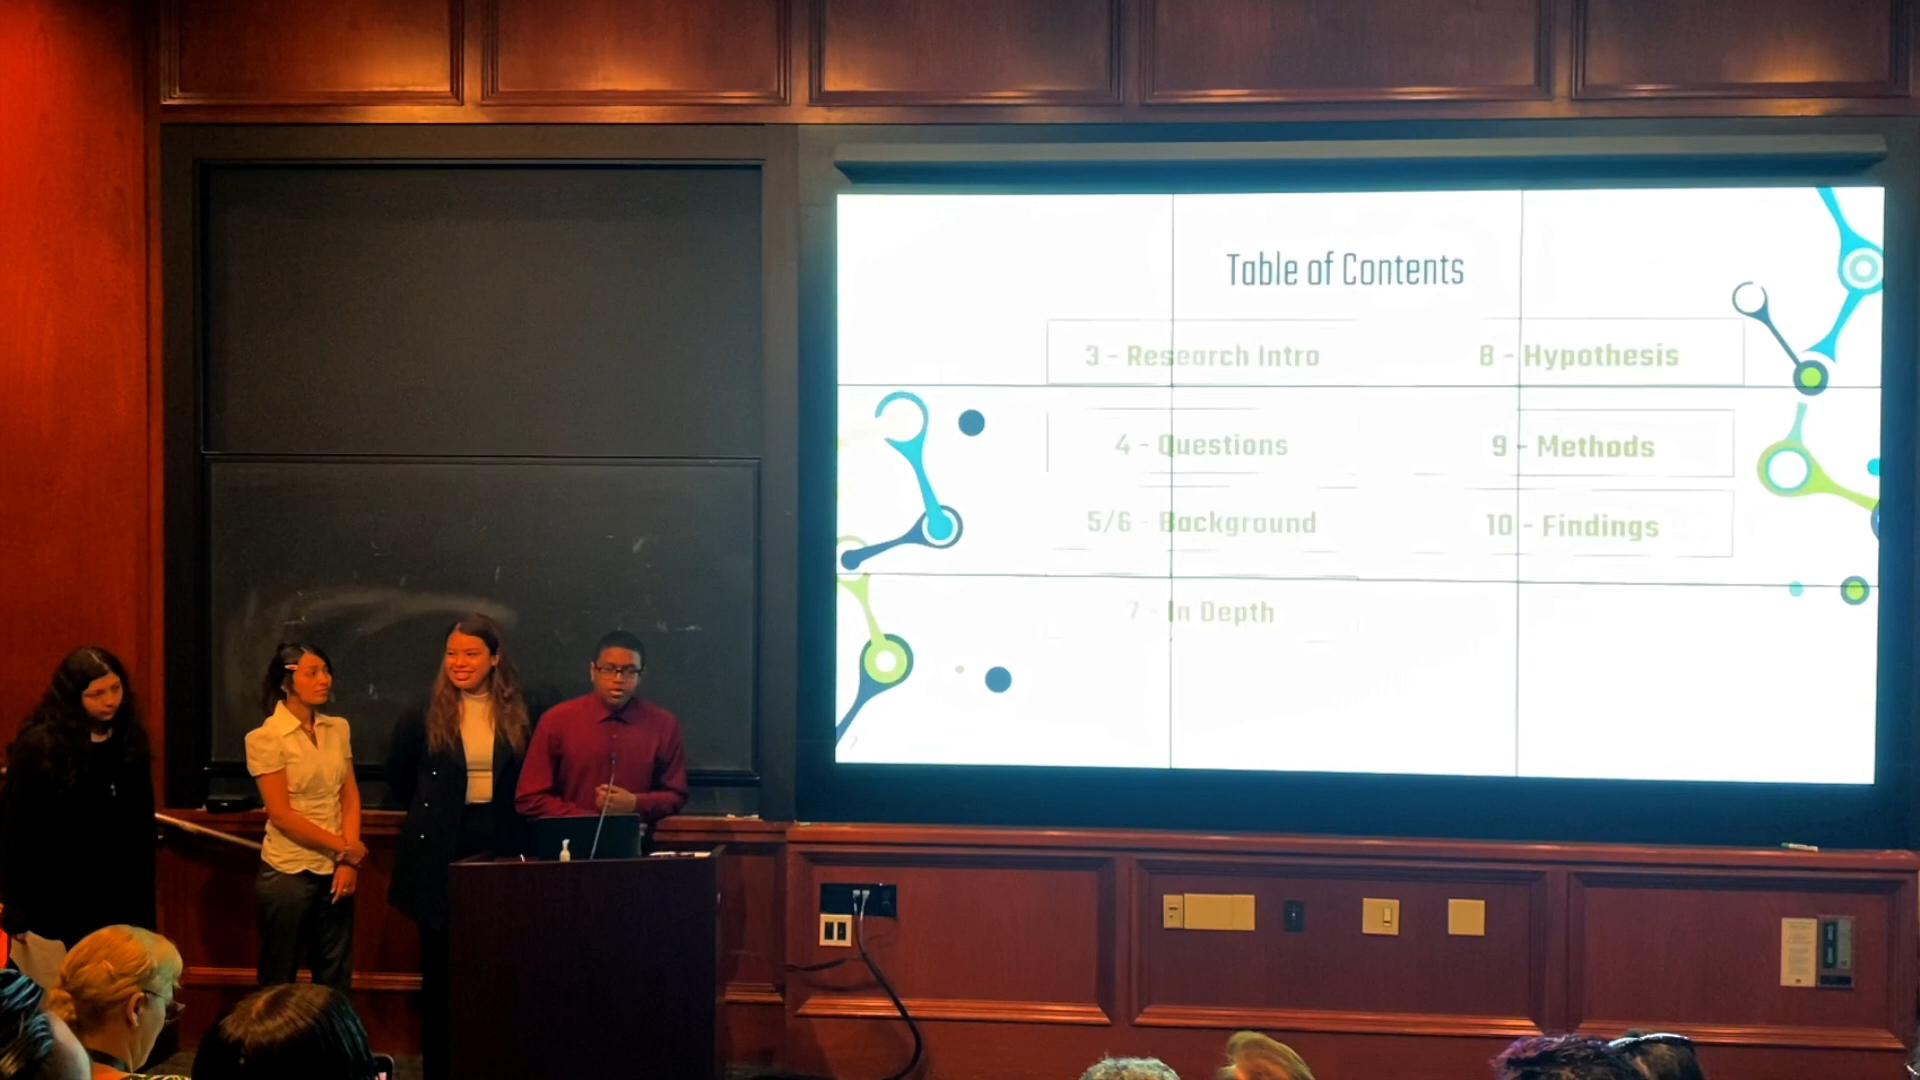 Table of Contents
3 - Research Intro
4 - Questions
5/6 - Background
7 - In Depth
8 - Hypothesis
9 - Methods
10 - Findings